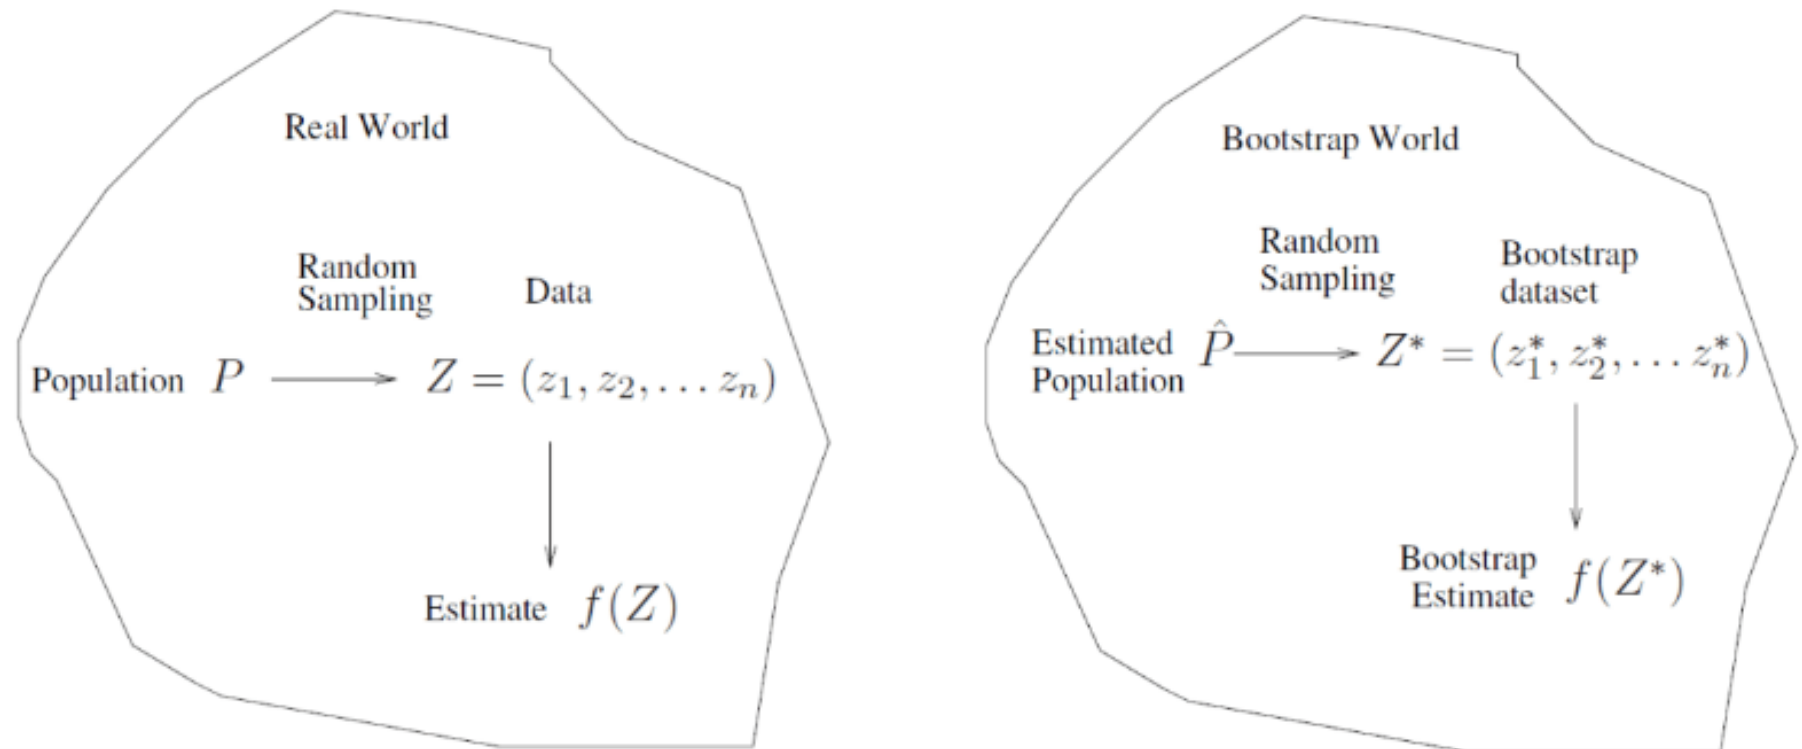 Real World
Random
Sampling
Data
Population P
Z = (z₁, z₂, . . . zₙ)
Estimate f(Z)
Bootstrap World
Random
Sampling
Bootstrap
dataset
Estimated
Population
P̂
Z* = (z₁*, z₂*, . . . zₙ*)
Bootstrap
Estimate
f(Z*)